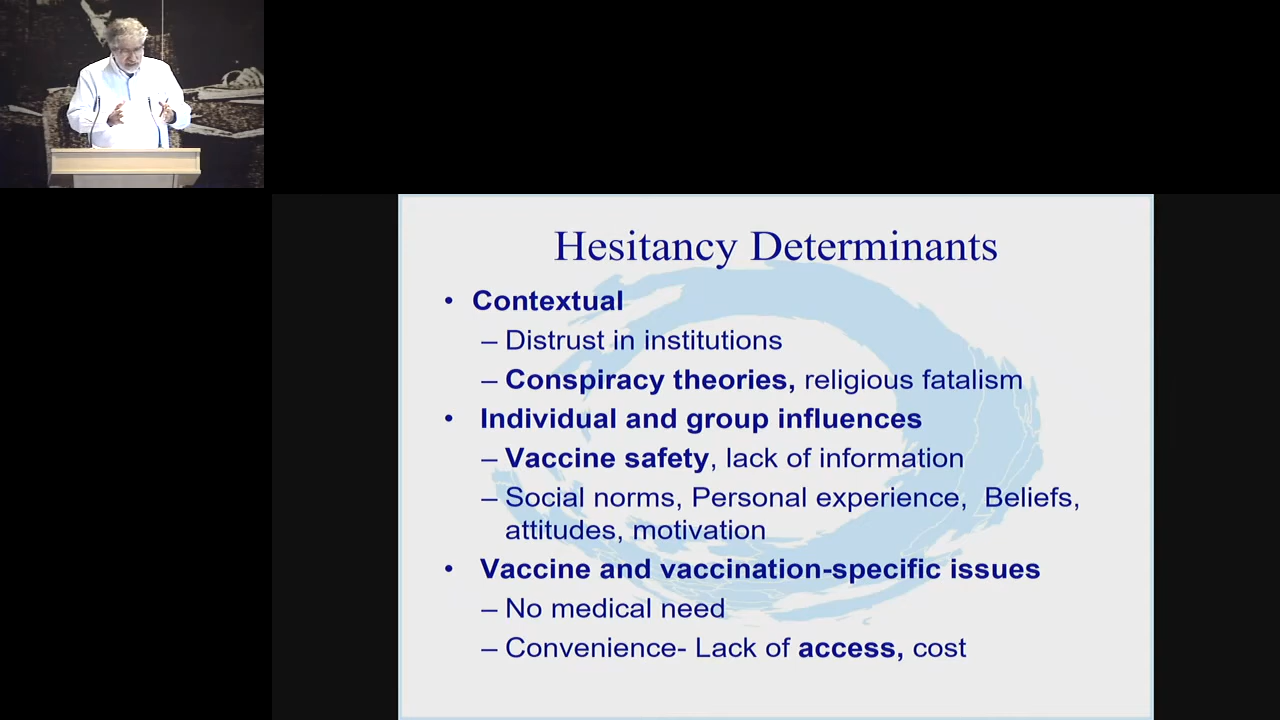 Hesitancy Determinants
• Contextual
– Distrust in institutions
– Conspiracy theories, religious fatalism
• Individual and group influences
– Vaccine safety, lack of information
– Social norms, Personal experience, Beliefs,
attitudes, motivation
• Vaccine and vaccination-specific issues
– No medical need
– Convenience- Lack of access, cost